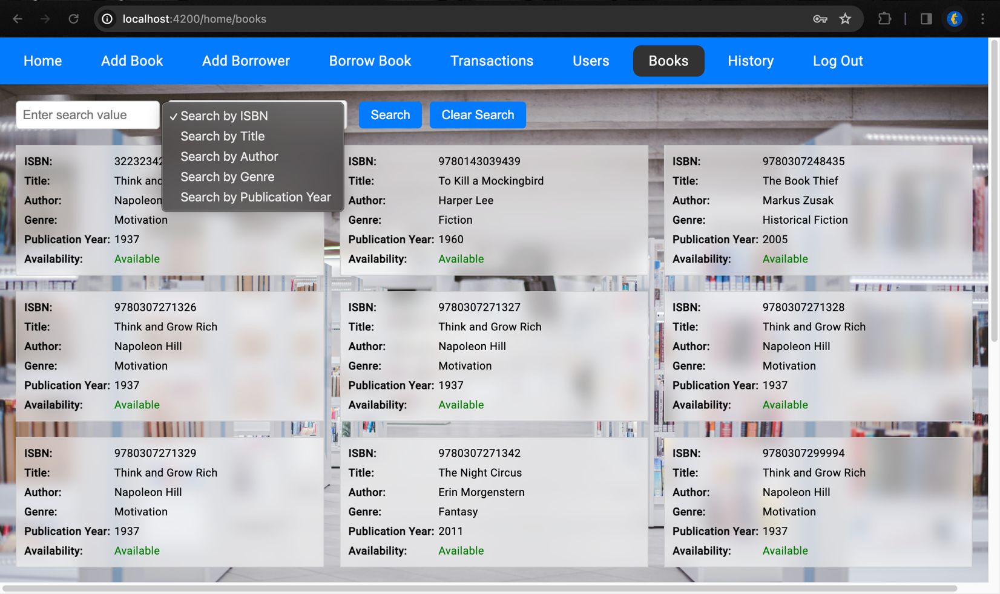 localhost:4200/home/books
Home Add Book Add Borrower Borrow Book Transactions Users Books History Log Out
Enter search value
✓ Search by ISBN
Search by Title
Search by Author
Search by Genre
Search by Publication Year
Search Clear Search
ISBN: 32232342
Title: Think and
Author: Napoleon
Genre: Motivation
Publication Year: 1937
Availability: Available
ISBN: 9780143039439
Title: To Kill a Mockingbird
Author: Harper Lee
Genre: Fiction
Publication Year: 1960
Availability: Available
ISBN: 9780307248435
Title: The Book Thief
Author: Markus Zusak
Genre: Historical Fiction
Publication Year: 2005
Availability: Available
ISBN: 9780307271326
Title: Think and Grow Rich
Author: Napoleon Hill
Genre: Motivation
Publication Year: 1937
Availability: Available
ISBN: 9780307271327
Title: Think and Grow Rich
Author: Napoleon Hill
Genre: Motivation
Publication Year: 1937
Availability: Available
ISBN: 9780307271328
Title: Think and Grow Rich
Author: Napoleon Hill
Genre: Motivation
Publication Year: 1937
Availability: Available
ISBN: 9780307271329
Title: Think and Grow Rich
Author: Napoleon Hill
Genre: Motivation
Publication Year: 1937
Availability: Available
ISBN: 9780307271342
Title: The Night Circus
Author: Erin Morgenstern
Genre: Fantasy
Publication Year: 2011
Availability: Available
ISBN: 9780307299994
Title: Think and Grow Rich
Author: Napoleon Hill
Genre: Motivation
Publication Year: 1937
Availability: Available